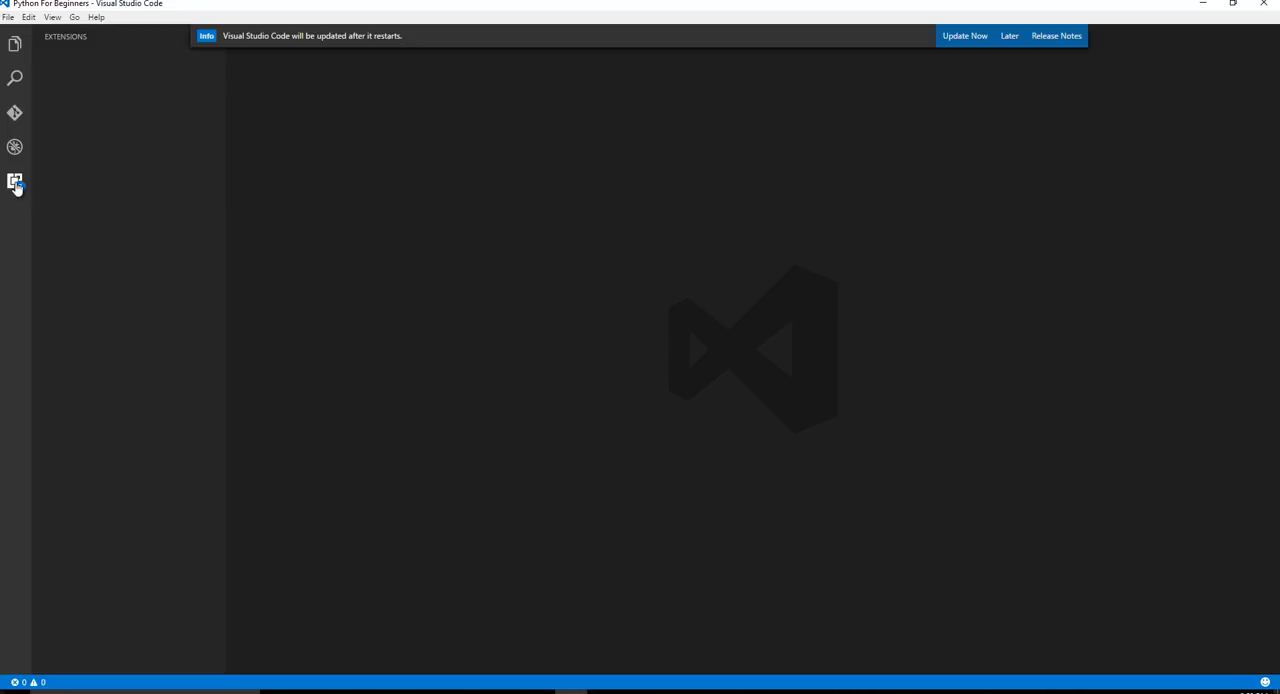 Python For Beginners - Visual Studio Code
File Edit View Go Help
EXTENSIONS
Info Visual Studio Code will be updated after it restarts. Update Now Later Release Notes
0 0